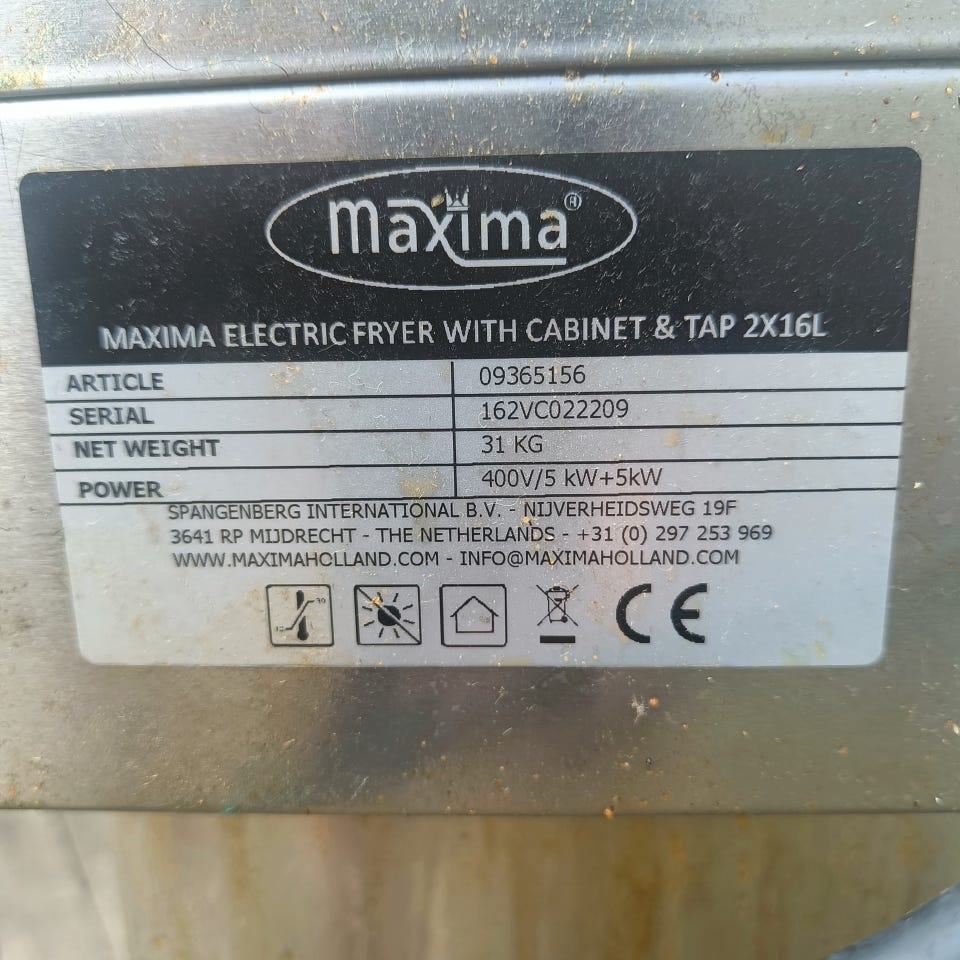 maxima®
MAXIMA ELECTRIC FRYER WITH CABINET & TAP 2X16L
ARTICLE 09365156
SERIAL 162VC022209
NET WEIGHT 31 KG
POWER 400V/5 kW+5kW
SPANGENBERG INTERNATIONAL B.V. - NIJVERHEIDSWEG 19F
3641 RP MIJDRECHT - THE NETHERLANDS - +31 (0) 297 253 969
WWW.MAXIMAHOLLAND.COM - INFO@MAXIMAHOLLAND.COM
CE